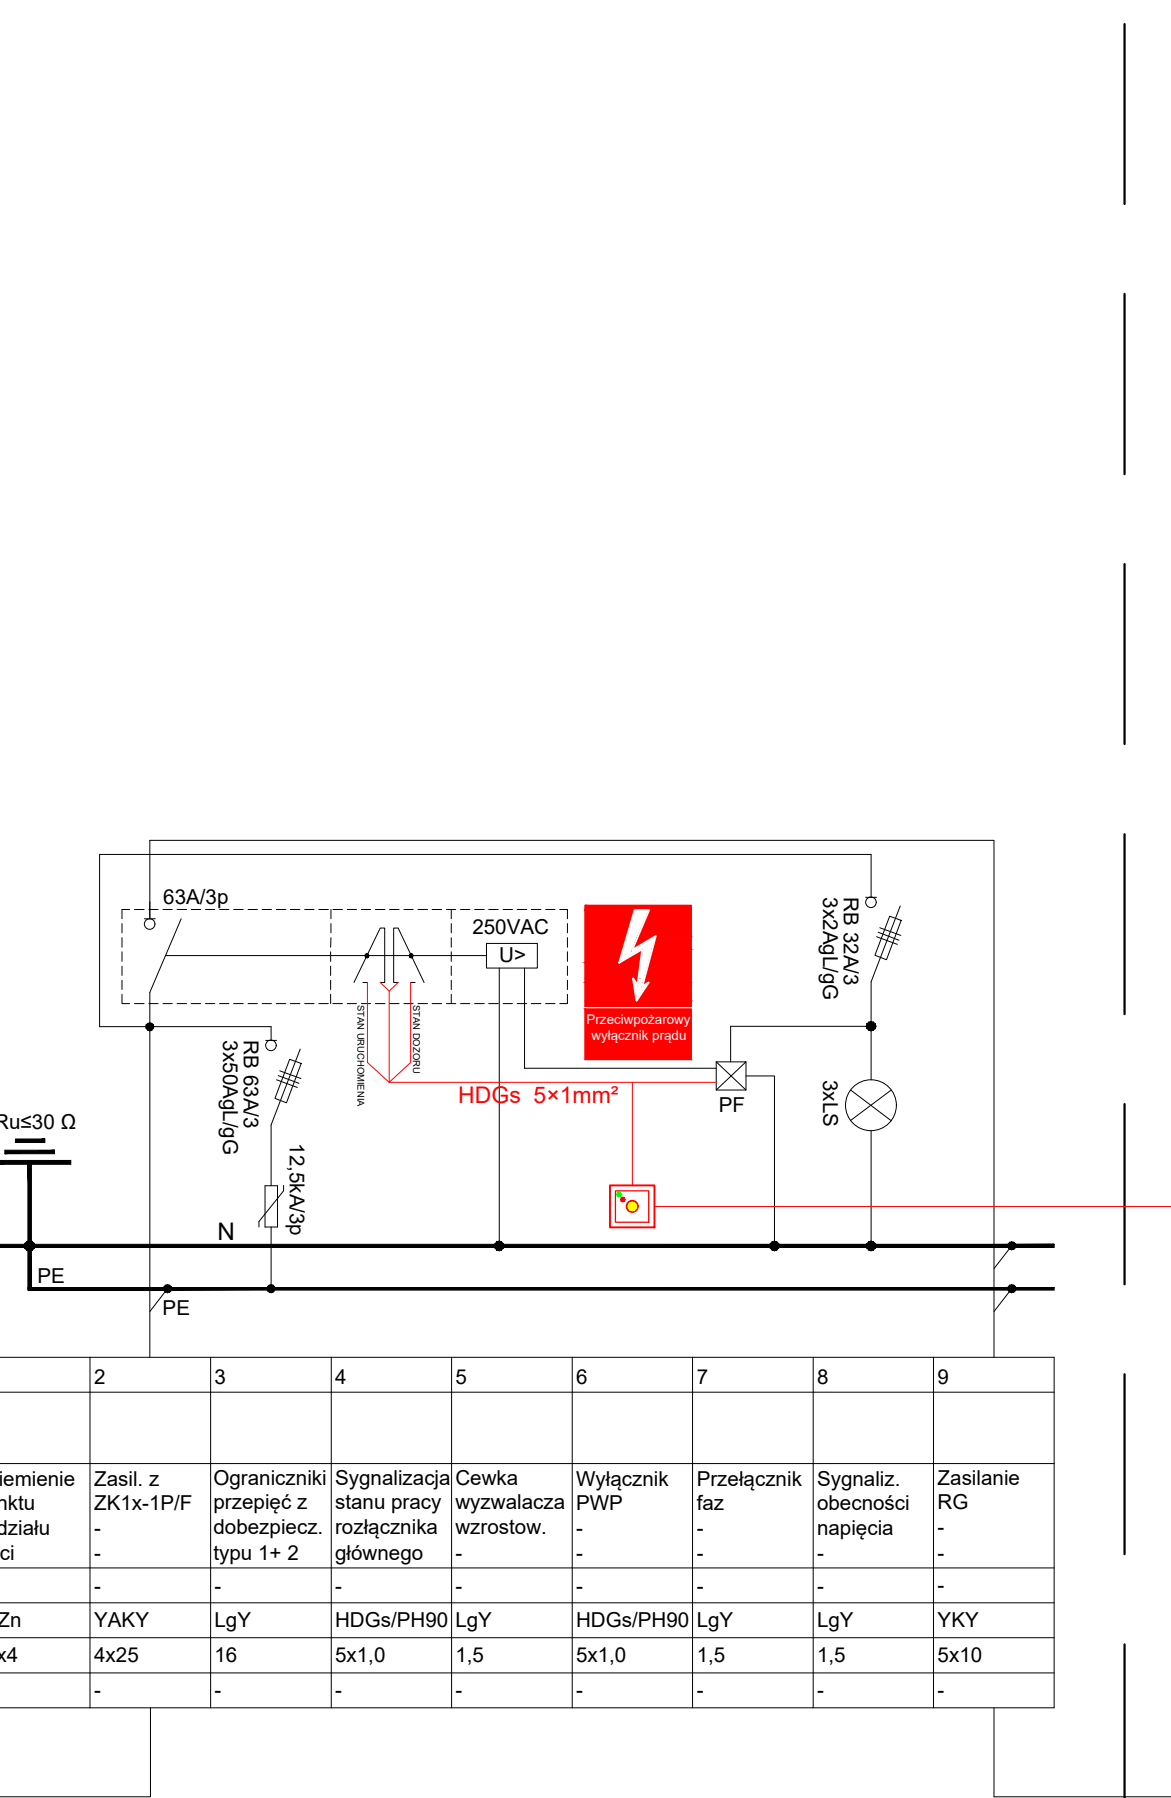 63A/3p
250VAC
U>
RB 32A/3
3x2AgL/gG
STAN URUCHOMIENIA
STAN DOZORU
Przeciwpożarowy
wyłącznik prądu
RB 63A/3
3x50AgL/gG
HDGs 5×1mm²
PF
3xLS
Ru≤30 Ω
12,5kA/3p
N
PE
PE
2 3 4 5 6 7 8 9
iemienie Zasil. z Ograniczniki Sygnalizacja Cewka Wyłącznik Przełącznik Sygnaliz. Zasilanie
nktu ZK1x-1P/F przepięć z stanu pracy wyzwalacza PWP faz obecności RG
działu - dobezpiecz. rozłącznika wzrostow. - - napięcia -
ci - typu 1+ 2 głównego - - - - -
- - - - - - - -
Zn YAKY LgY HDGs/PH90 LgY HDGs/PH90 LgY LgY YKY
x4 4x25 16 5x1,0 1,5 5x1,0 1,5 1,5 5x10
- - - - - - - -